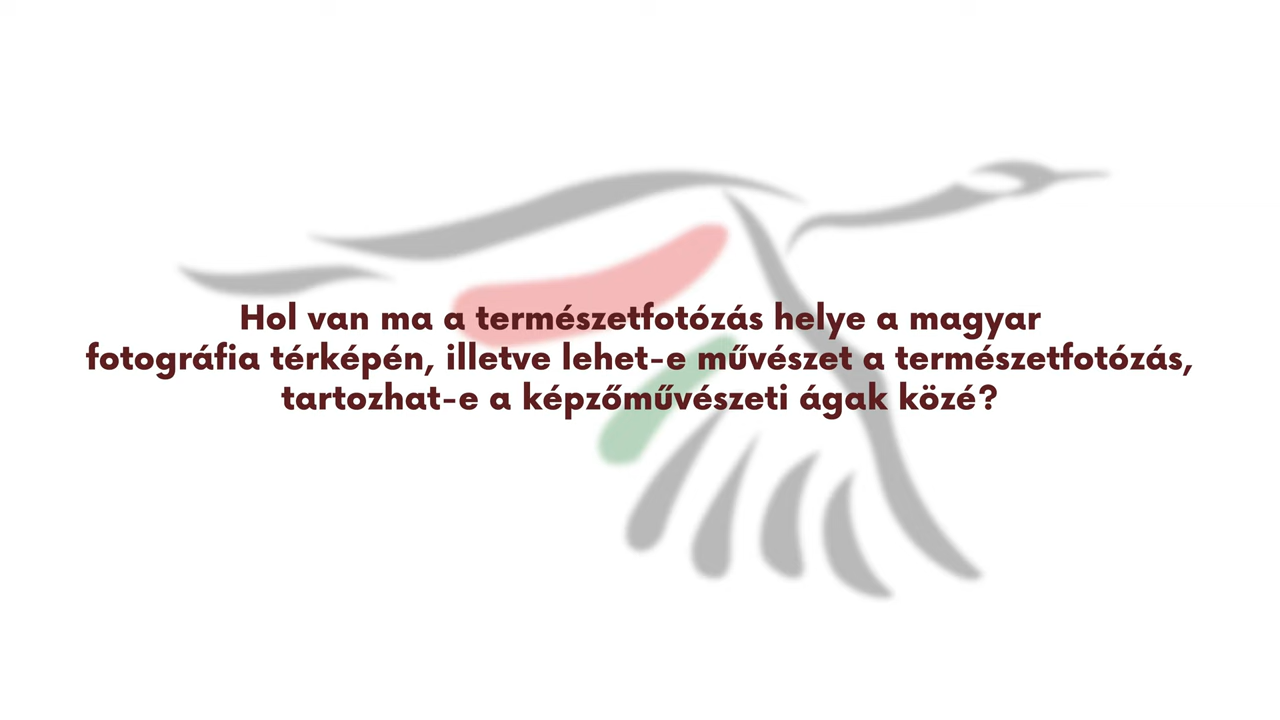 Hol van ma a természetfotózás helye a magyar
fotográfia térképén, illetve lehet-e művészet a természetfotózás,
tartozhat-e a képzőművészeti ágak közé?